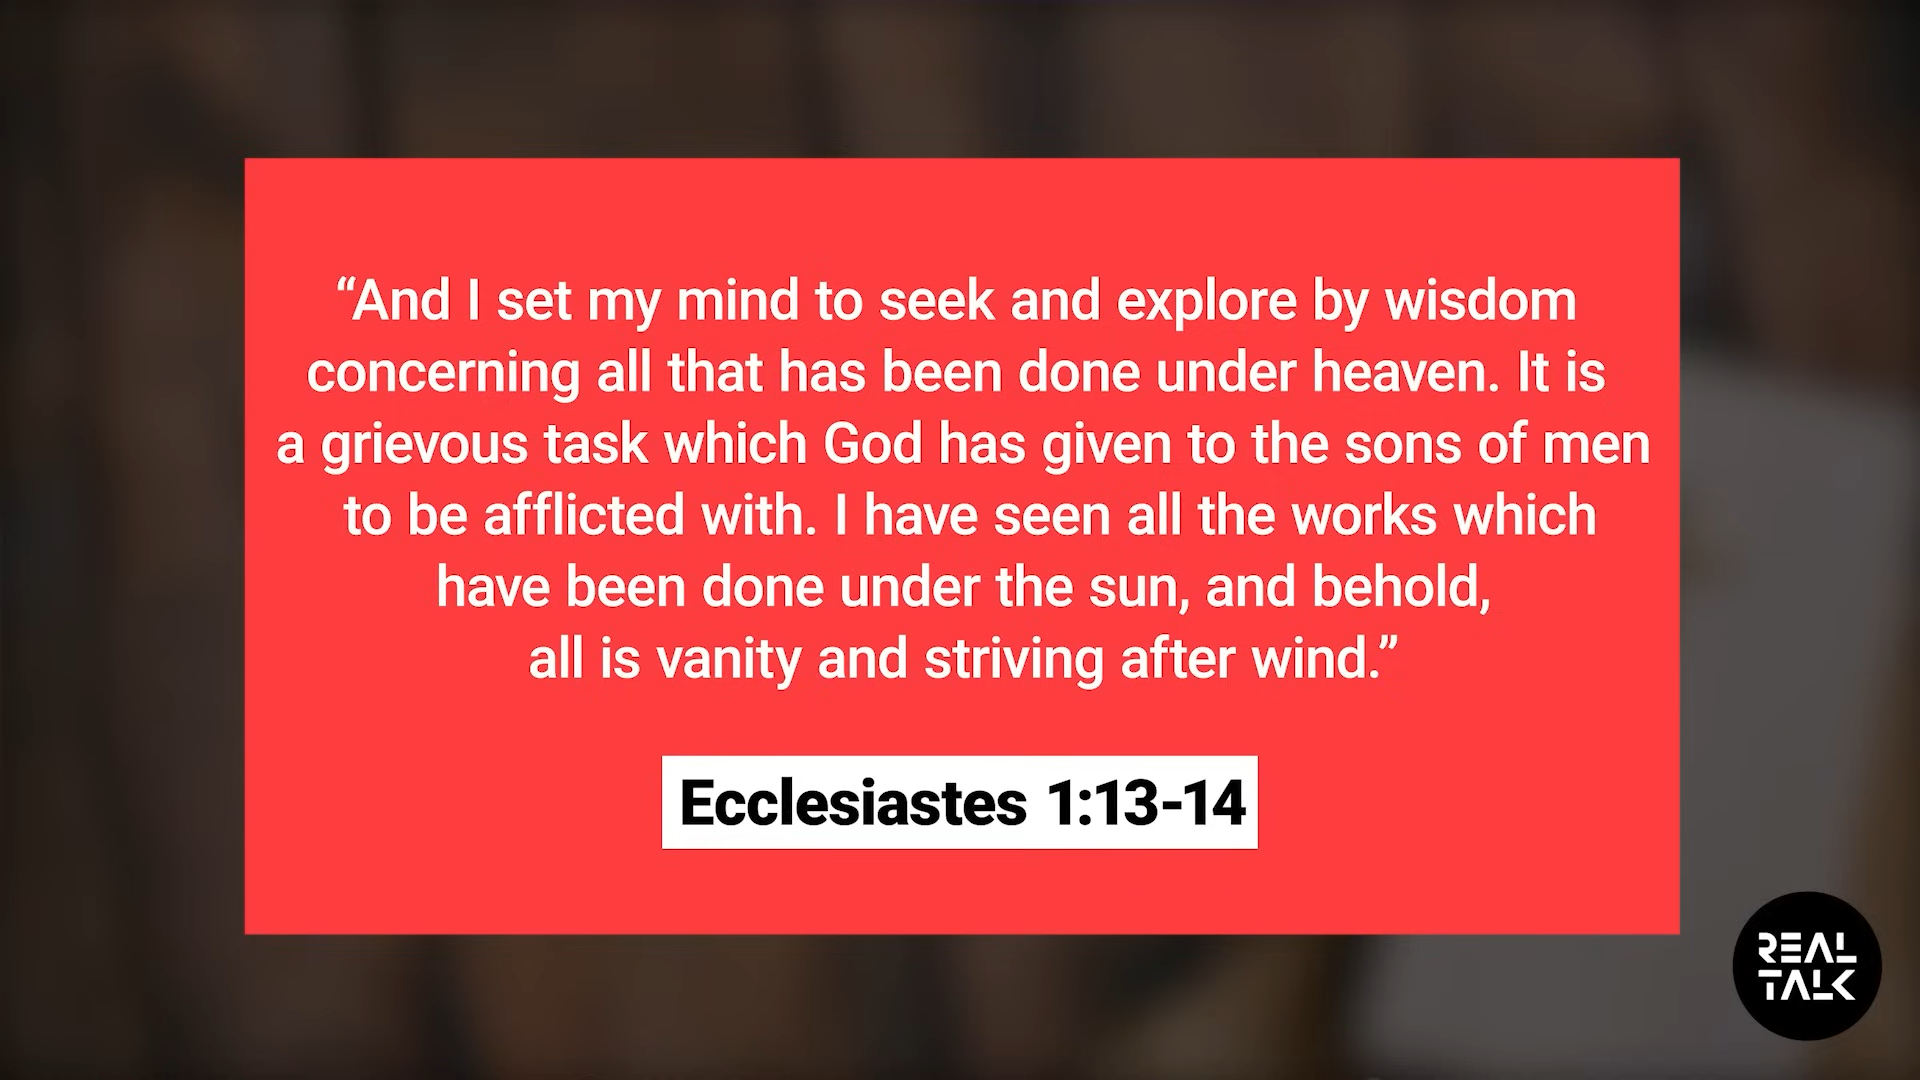 “And I set my mind to seek and explore by wisdom
concerning all that has been done under heaven. It is
a grievous task which God has given to the sons of men
to be afflicted with. I have seen all the works which
have been done under the sun, and behold,
all is vanity and striving after wind.”
Ecclesiastes 1:13-14
REAL
TALK